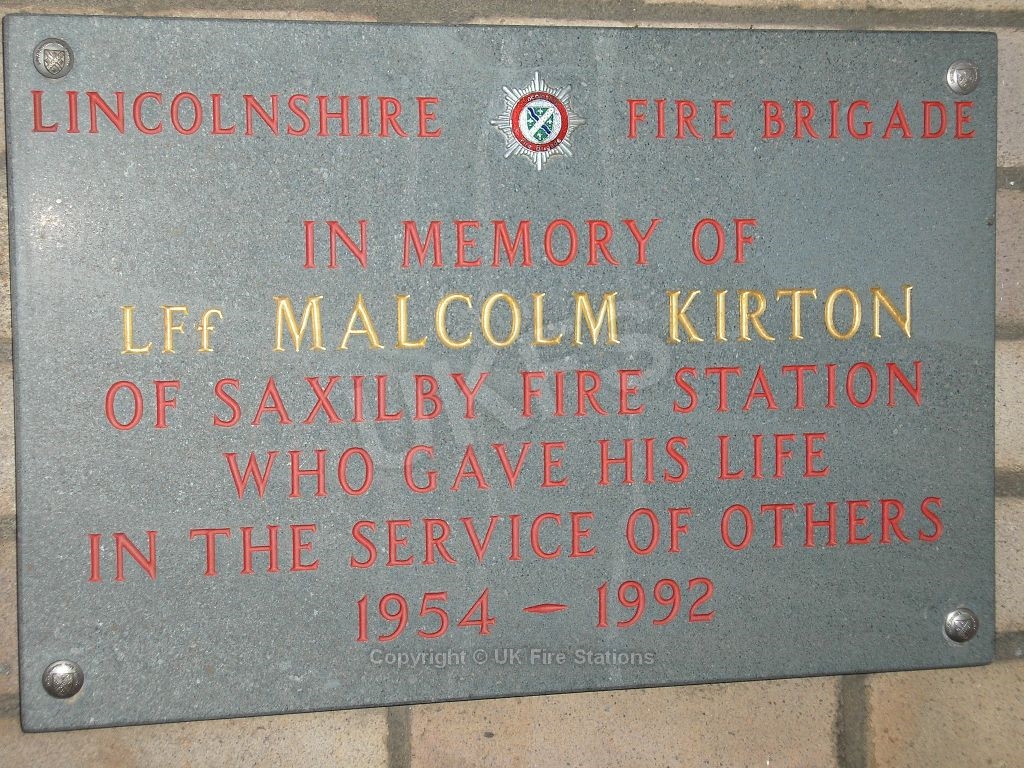 LINCOLNSHIRE FIRE BRIGADE
IN MEMORY OF
LFf MALCOLM KIRTON
OF SAXILBY FIRE STATION
WHO GAVE HIS LIFE
IN THE SERVICE OF OTHERS
1954 – 1992
Copyright © UK Fire Stations
UKFS